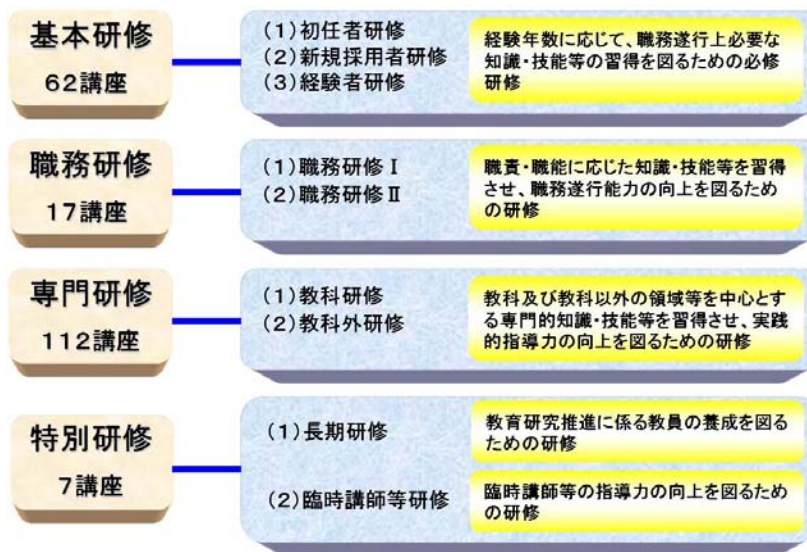 基本研修
62講座
(1)初任者研修
(2)新規採用者研修
(3)経験者研修
経験年数に応じて、職務遂行上必要な
知識・技能等の習得を図るための必修
研修
職務研修
17講座
(1)職務研修Ⅰ
(2)職務研修Ⅱ
職責・職能に応じた知識・技能等を習得
させ、職務遂行能力の向上を図るため
の研修
専門研修
112講座
(1)教科研修
(2)教科外研修
教科及び教科以外の領域等を中心と
する専門的知識・技能等を習得させ、実践
的指導力の向上を図るための研修
特別研修
7講座
(1)長期研修
教育研究推進に係る教員の養成を図る
ための研修
(2)臨時講師等研修
臨時講師等の指導力の向上を図るため
の研修